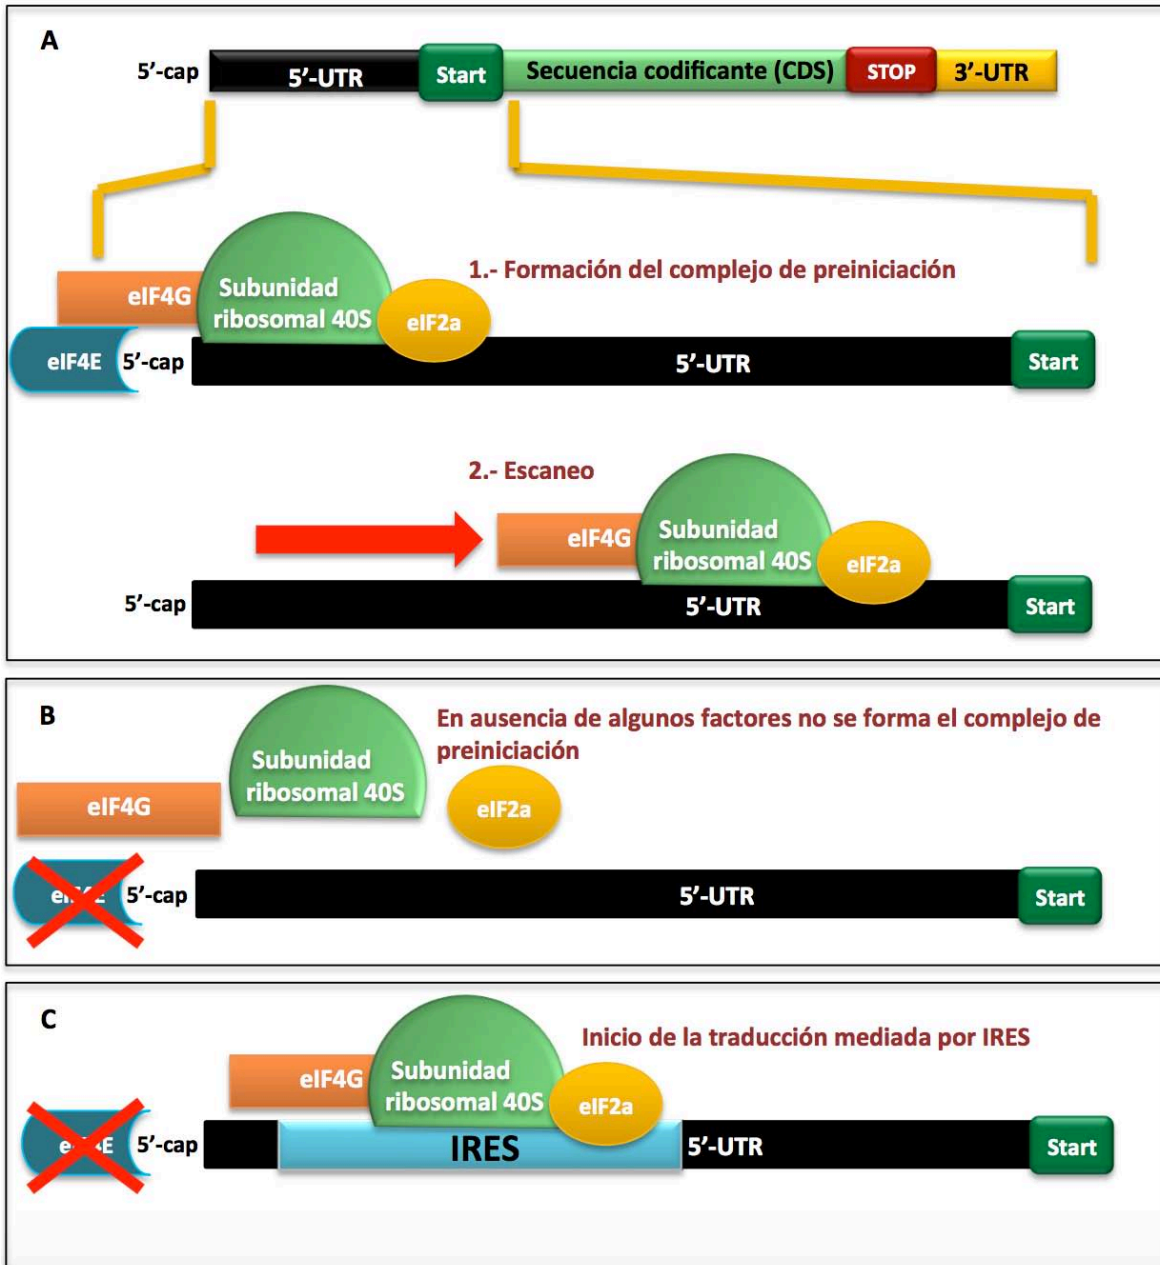 A
5'-cap
5'-UTR
Start
Secuencia codificante (CDS)
STOP
3'-UTR
1.- Formación del complejo de preiniciación
eIF4G
Subunidad
ribosomal 40S
eIF2a
eIF4E
5'-cap
5'-UTR
Start
2.- Escaneo
eIF4G
Subunidad
ribosomal 40S
eIF2a
5'-cap
5'-UTR
Start
B
En ausencia de algunos factores no se forma el complejo de
preiniciación
Subunidad
ribosomal 40S
eIF4G
eIF2a
eIF4E
5'-cap
5'-UTR
Start
C
Inicio de la traducción mediada por IRES
eIF4G
Subunidad
ribosomal 40S
eIF2a
eIF4E
5'-cap
IRES
5'-UTR
Start